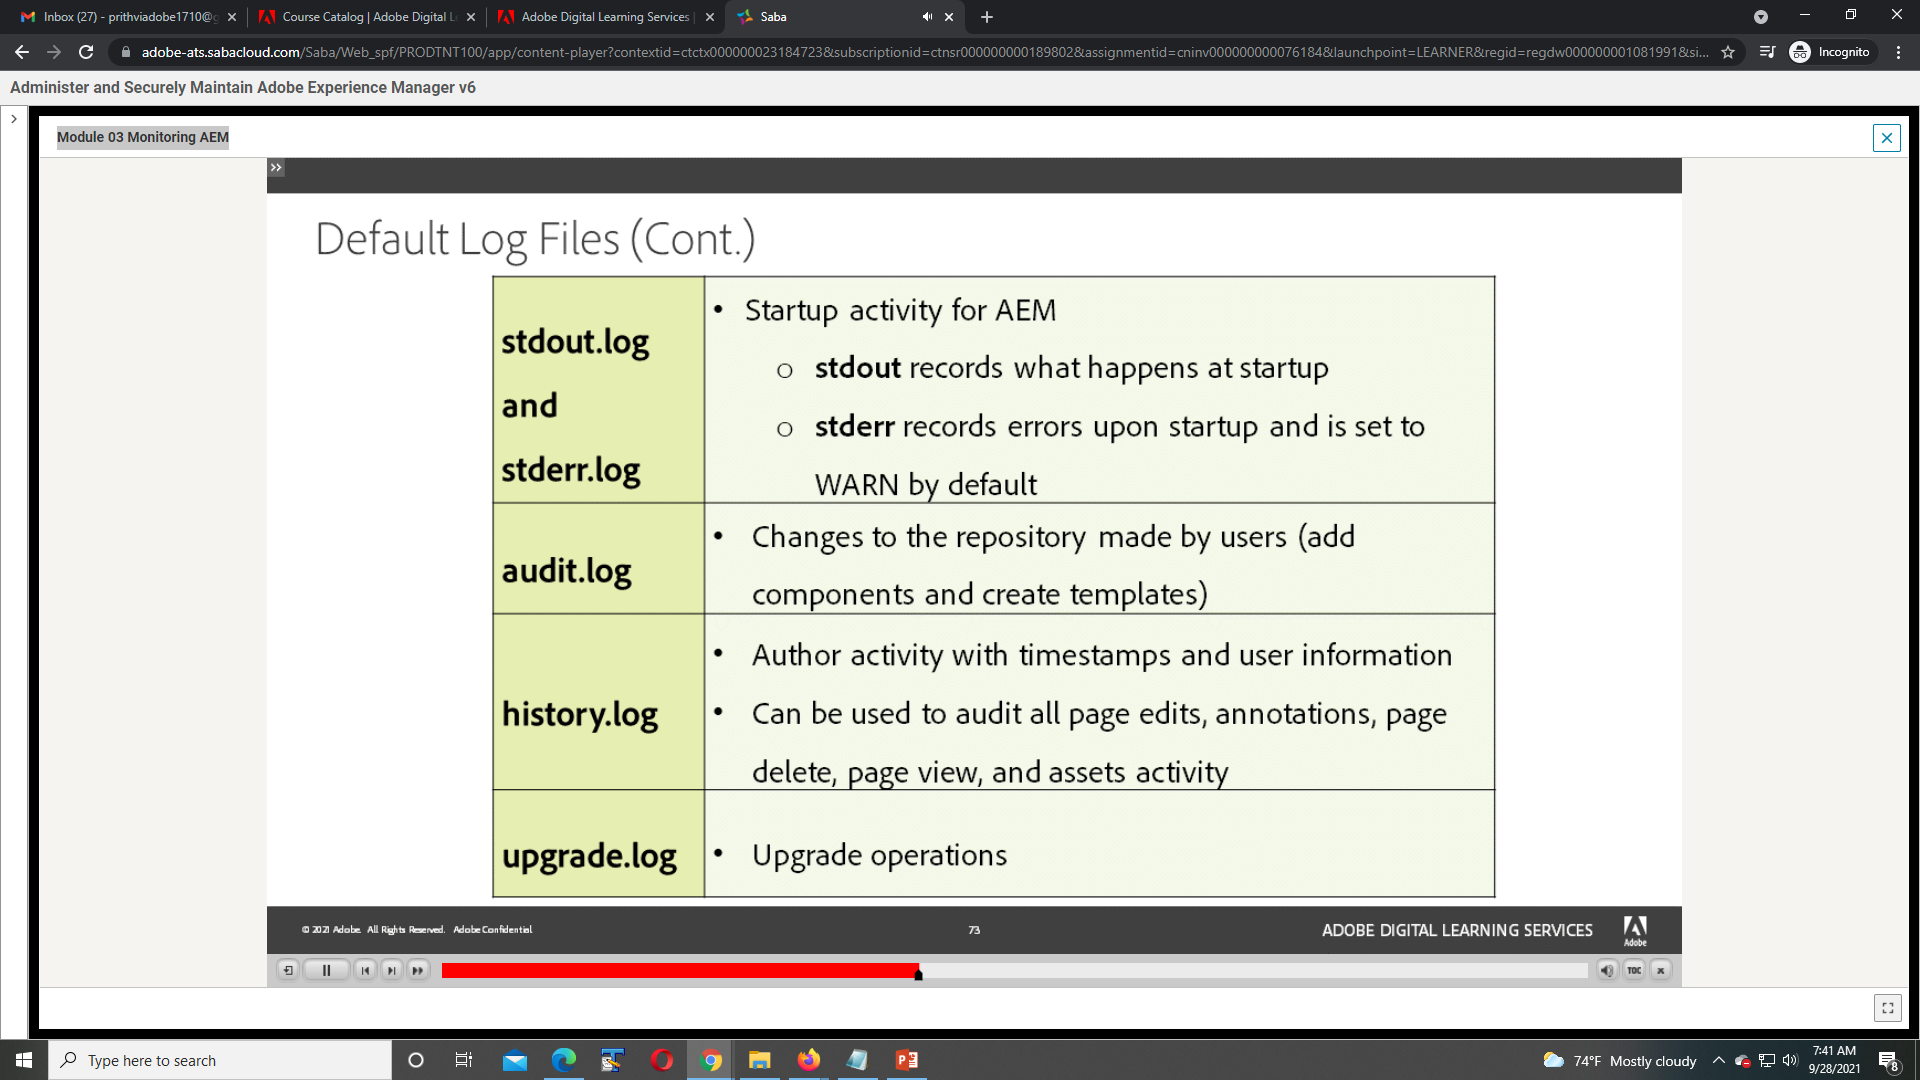 Inbox (27) - prithviadobe1710@g
Course Catalog | Adobe Digital L
Adobe Digital Learning Services |
Saba
adobe-ats.sabacloud.com/Saba/Web_spf/PRODTNT100/app/content-player?contextid=ctctx000000023184723&subscriptionid=ctnsr0000000000189802&assignmentid=cninv000000000076184&launchpoint=LEARNER&regid=regdw000000001081991&si...
Incognito
Administer and Securely Maintain Adobe Experience Manager v6
Module 03 Monitoring AEM
Default Log Files (Cont.)
stdout.log
and
stderr.log
• Startup activity for AEM
o stdout records what happens at startup
o stderr records errors upon startup and is set to
WARN by default
audit.log
• Changes to the repository made by users (add
components and create templates)
history.log
• Author activity with timestamps and user information
• Can be used to audit all page edits, annotations, page
delete, page view, and assets activity
upgrade.log
• Upgrade operations
© 2021 Adobe. All Rights Reserved. Adobe Confidential
73
ADOBE DIGITAL LEARNING SERVICES
Adobe
TOC
Type here to search
74°F Mostly cloudy
7:41 AM
9/28/2021
8